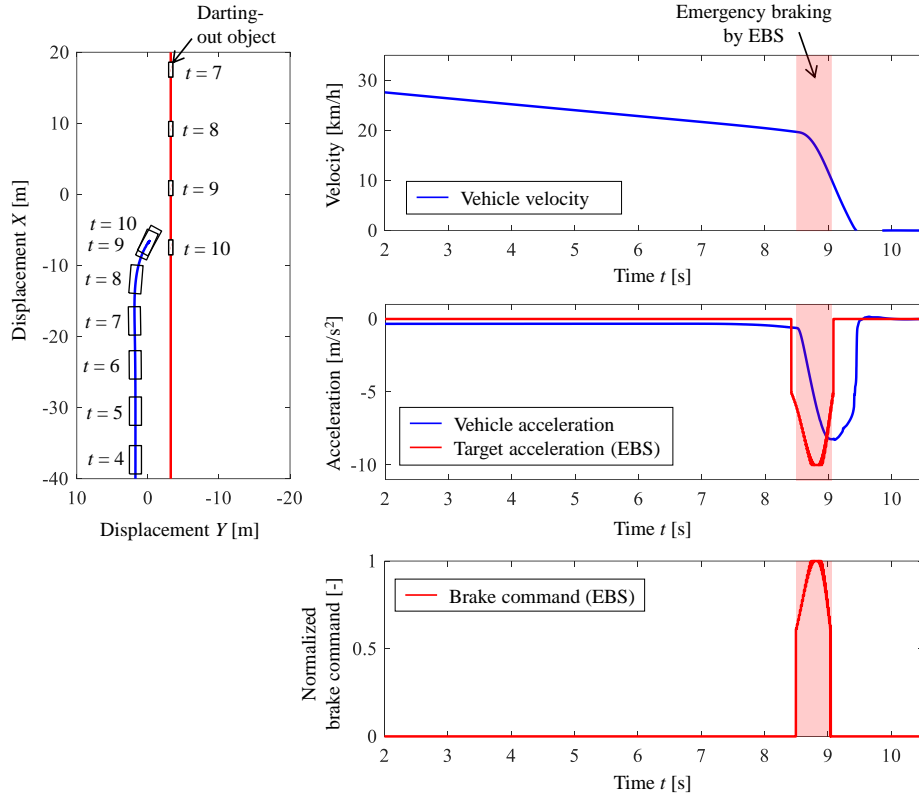 Darting-
out object
20
10
0
-10
-20
-30
-40
10
0
-10
-20
Displacement X [m]
Displacement Y [m]
t = 7
t = 8
t = 9
t = 10
t = 10
t = 9
t = 8
t = 7
t = 6
t = 5
t = 4
Emergency braking
by EBS
30
20
10
0
Velocity [km/h]
Vehicle velocity
2 3 4 5 6 7 8 9 10
Time t [s]
0
-5
-10
Acceleration [m/s²]
Vehicle acceleration
Target acceleration (EBS)
2 3 4 5 6 7 8 9 10
Time t [s]
1
0.5
0
Normalized
brake command [-]
Brake command (EBS)
2 3 4 5 6 7 8 9 10
Time t [s]